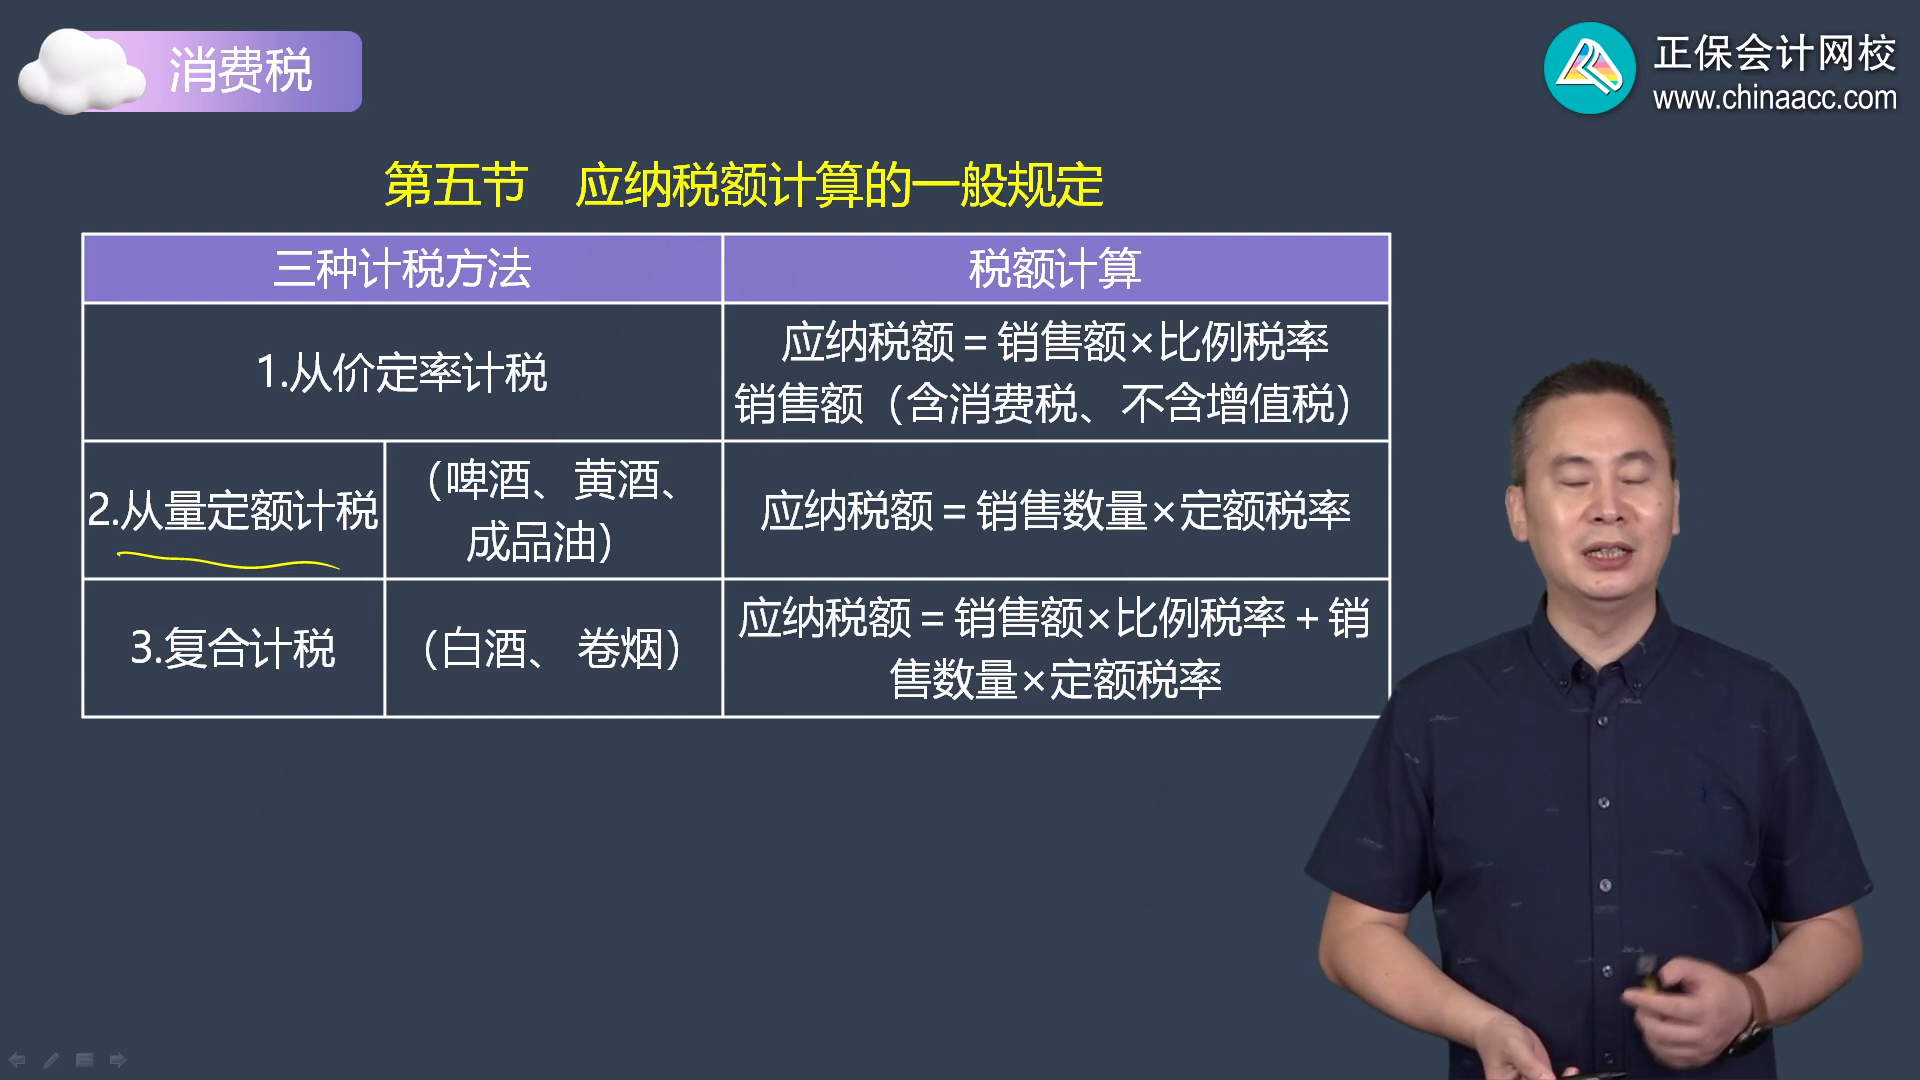 消费税
正保会计网校
www.chinaacc.com
第五节 应纳税额计算的一般规定
三种计税方法
税额计算
1.从价定率计税
应纳税额=销售额×比例税率
销售额（含消费税、不含增值税）
2.从量定额计税
（啤酒、黄酒、
成品油）
应纳税额=销售数量×定额税率
3.复合计税
（白酒、 卷烟）
应纳税额=销售额×比例税率+销
售数量×定额税率